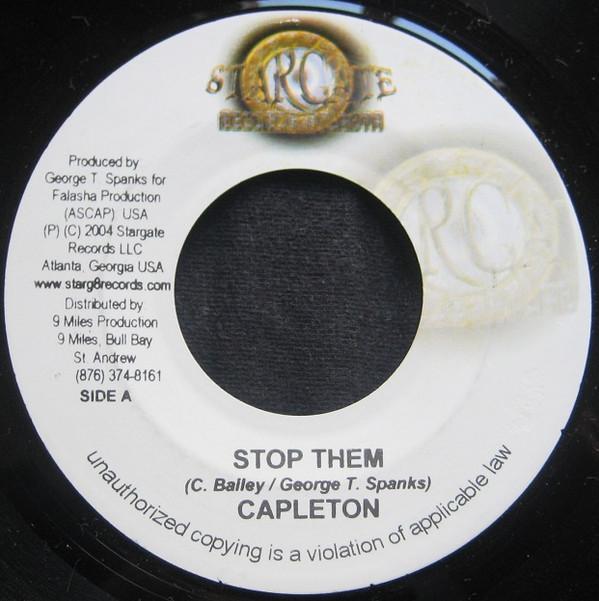 STARGATE
Produced by
George T. Spanks for
Falasha Production
(ASCAP) USA
(P) (C) 2004 Stargate
Records LLC
Atlanta, Georgia USA
www.starg8records.com
Distributed by
9 Miles Production
9 Miles, Bull Bay
St. Andrew
(876) 374-8161
SIDE A
STOP THEM
(C. Balley / George T. Spanks)
CAPLETON
unauthorized copying is a violation of applicable law